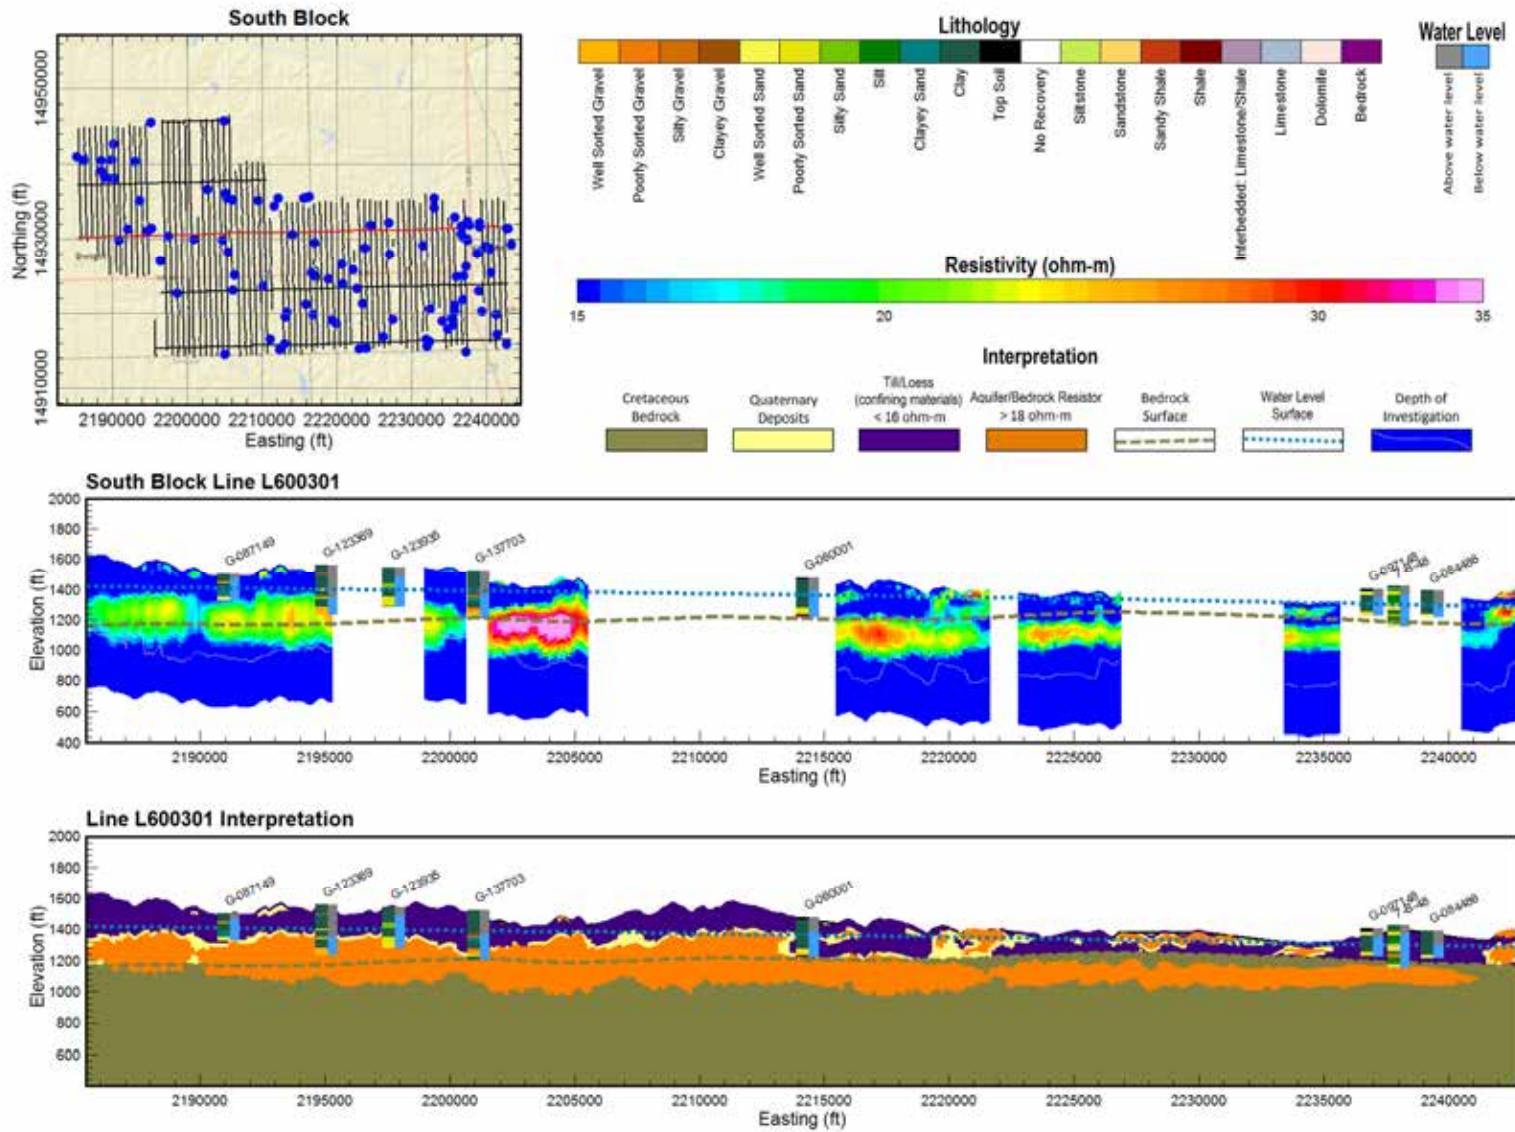 South Block
14950000
14930000
14910000
Northing (ft)
2190000 2200000 2210000 2220000 2230000 2240000
Easting (ft)
Lithology
Well Sorted Gravel
Poorly Sorted Gravel
Silty Gravel
Clayey Gravel
Well Sorted Sand
Poorly Sorted Sand
Silty Sand
Silt
Clayey Sand
Clay
Top Soil
No Recovery
Siltstone
Sandstone
Sandy Shale
Shale
Interbedded: Limestone/Shale
Limestone
Dolomite
Bedrock
Water Level
Above water level
Below water level
Resistivity (ohm-m)
15 20 30 35
Interpretation
Cretaceous
Bedrock
Quaternary
Deposits
Till/Loess
(confining materials)
< 16 ohm-m
Aquifer/Bedrock Resistor
> 18 ohm-m
Bedrock
Surface
Water Level
Surface
Depth of
Investigation
South Block Line L600301
2000
1800
1600
1400
1200
1000
800
600
400
Elevation (ft)
G-087149
G-123369
G-123935
G-137703
G-060001
G-097148
7-B-48
G-084486
2190000 2195000 2200000 2205000 2210000 2215000 2220000 2225000 2230000 2235000 2240000
Easting (ft)
Line L600301 Interpretation
2000
1800
1600
1400
1200
1000
800
600
Elevation (ft)
G-087149
G-123369
G-123935
G-137703
G-060001
G-097148
7-B-48
G-084486
2190000 2195000 2200000 2205000 2210000 2215000 2220000 2225000 2230000 2235000 2240000
Easting (ft)